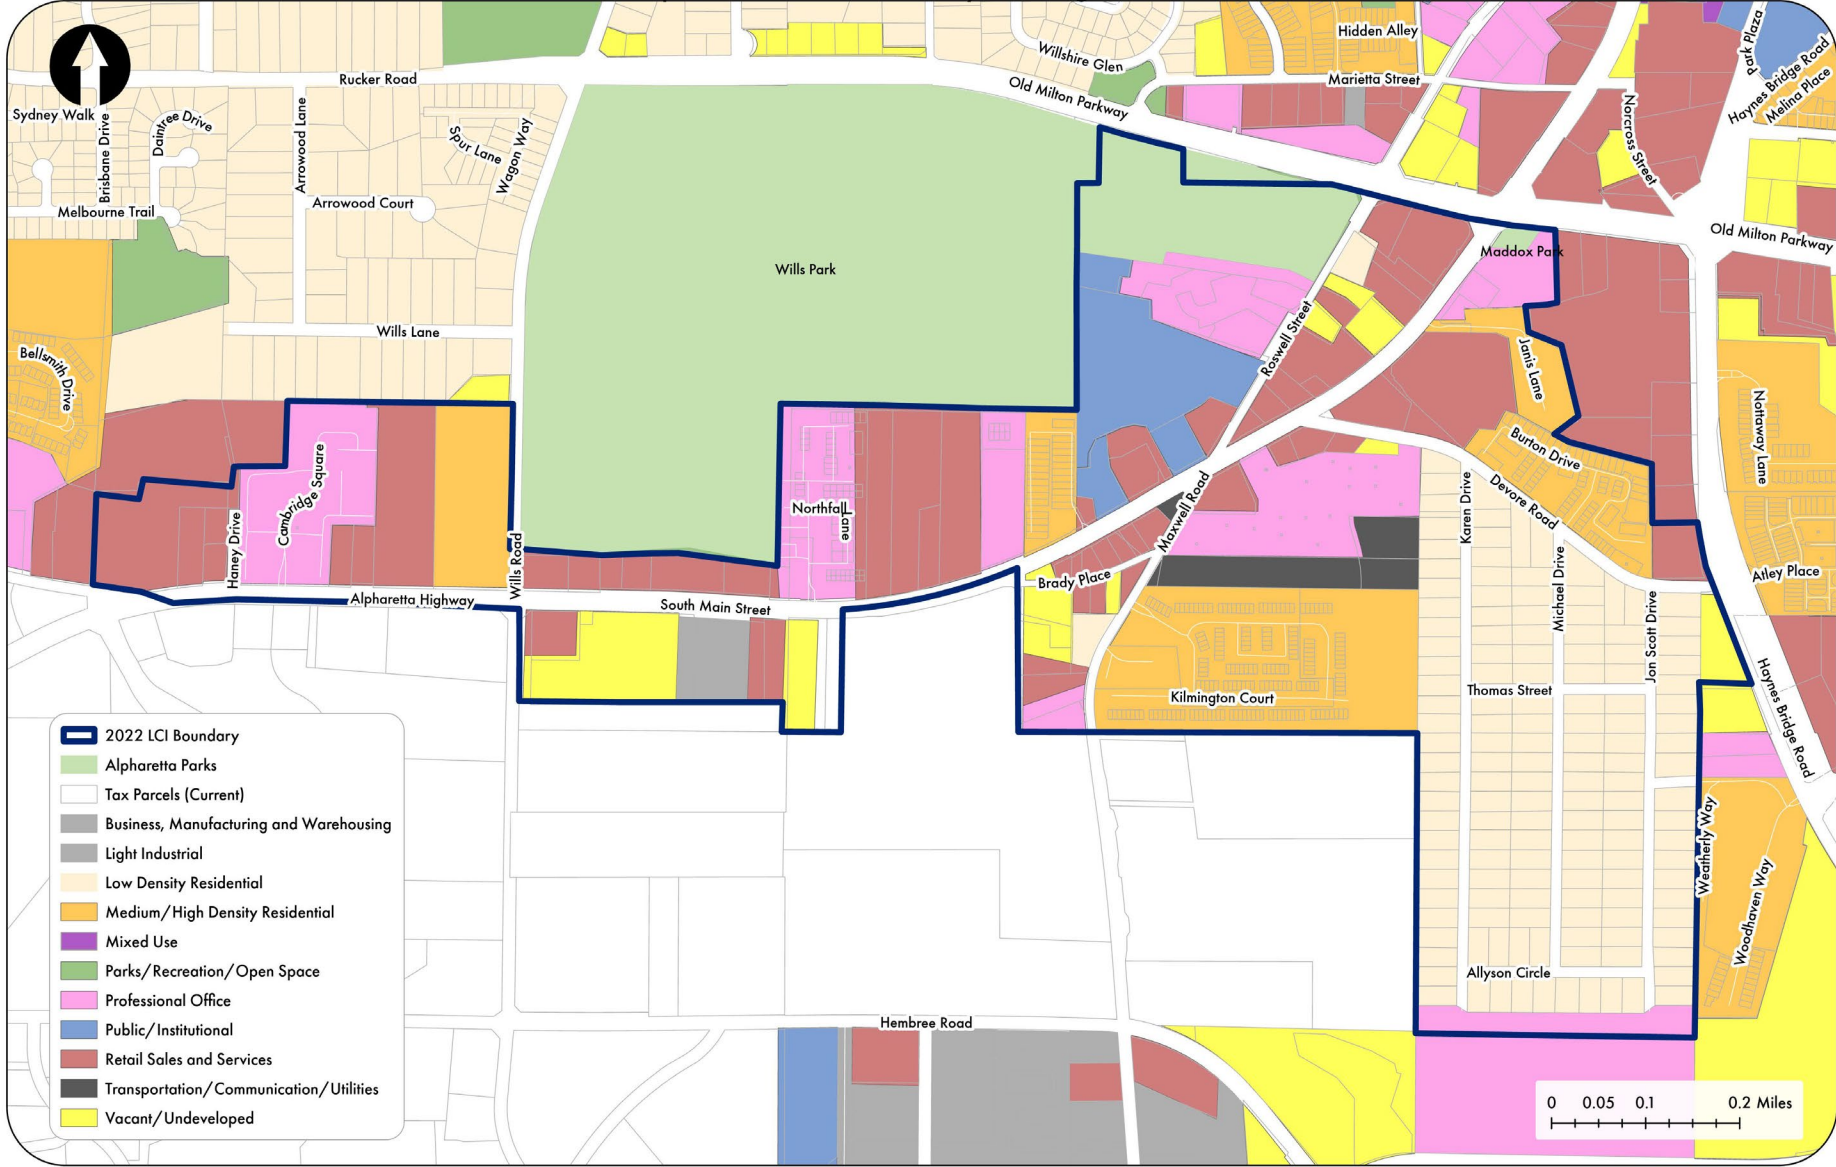 Hidden Alley
Park Plaza
Willshire Glen
Rucker Road
Marietta Street
Haynes Bridge Road
Melina Place
Old Milton Parkway
Sydney Walk
Brisbane Drive
Daintree Drive
Arrowood Lane
Spur Lane
Wagon Way
Norcross Street
Melbourne Trail
Arrowood Court
Old Milton Parkway
Maddox Park
Wills Park
Wills Lane
Roswell Street
Janis Lane
Bellsmith Drive
Nottaway Lane
Burton Drive
Cambridge Square
Haney Drive
Northfall
Lane
Maxwell Road
Karen Drive
Devore Road
Wills Road
Brady Place
Michael Drive
Atley Place
Alpharetta Highway
South Main Street
Jon Scott Drive
Kilmington Court
Thomas Street
Haynes Bridge Road
Weatherly Way
Woodhaven Way
Allyson Circle
Hembree Road
2022 LCI Boundary
Alpharetta Parks
Tax Parcels (Current)
Business, Manufacturing and Warehousing
Light Industrial
Low Density Residential
Medium/High Density Residential
Mixed Use
Parks/Recreation/Open Space
Professional Office
Public/Institutional
Retail Sales and Services
Transportation/Communication/Utilities
Vacant/Undeveloped
0 0.05 0.1 0.2 Miles